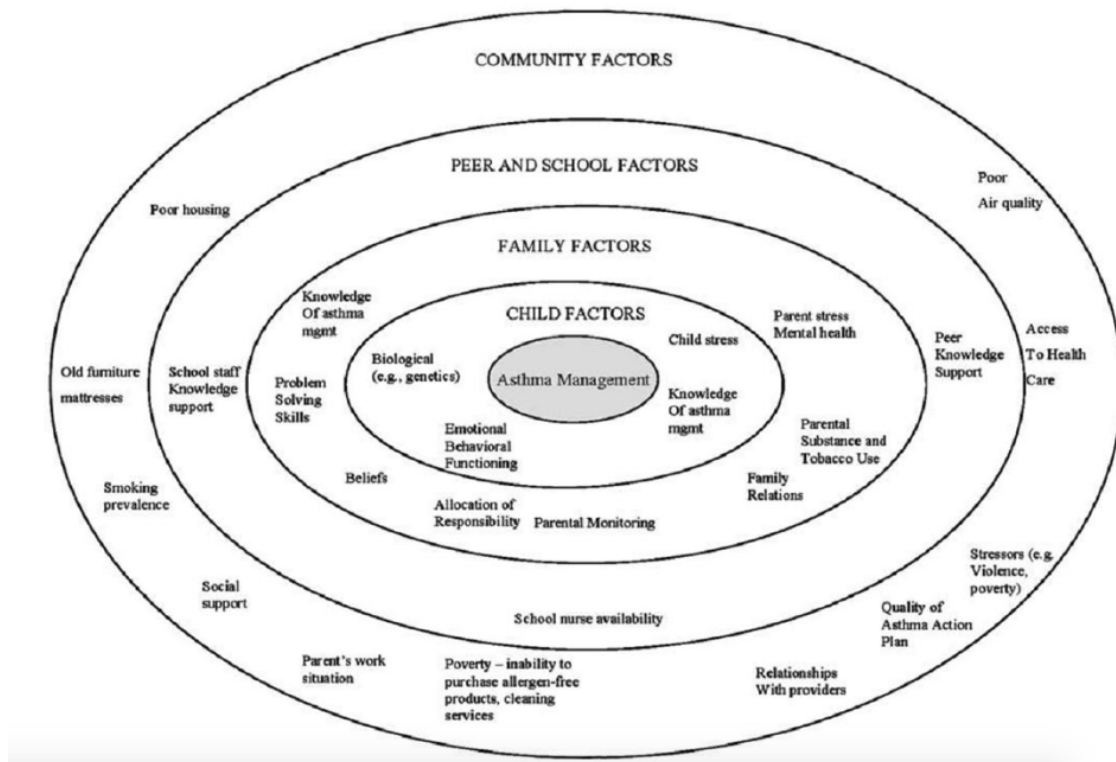 COMMUNITY FACTORS
PEER AND SCHOOL FACTORS
Poor
Air quality
Poor housing
FAMILY FACTORS
Knowledge
Of asthma
mgmt
CHILD FACTORS
Parent stress
Mental health
Child stress
Biological
(e.g., genetics)
Asthma Management
Peer
Knowledge
Support
Access
To Health
Care
Old furniture
mattresses
School staff
Knowledge
support
Problem
Solving
Skills
Knowledge
Of asthma
mgmt
Emotional
Behavioral
Functioning
Parental
Substance and
Tobacco Use
Beliefs
Family
Relations
Smoking
prevalence
Allocation of
Responsibility
Parental Monitoring
Stressors (e.g.
Violence,
poverty)
Social
support
School nurse availability
Quality of
Asthma Action
Plan
Parent's work
situation
Poverty – inability to
purchase allergen-free
products, cleaning
services
Relationships
With providers